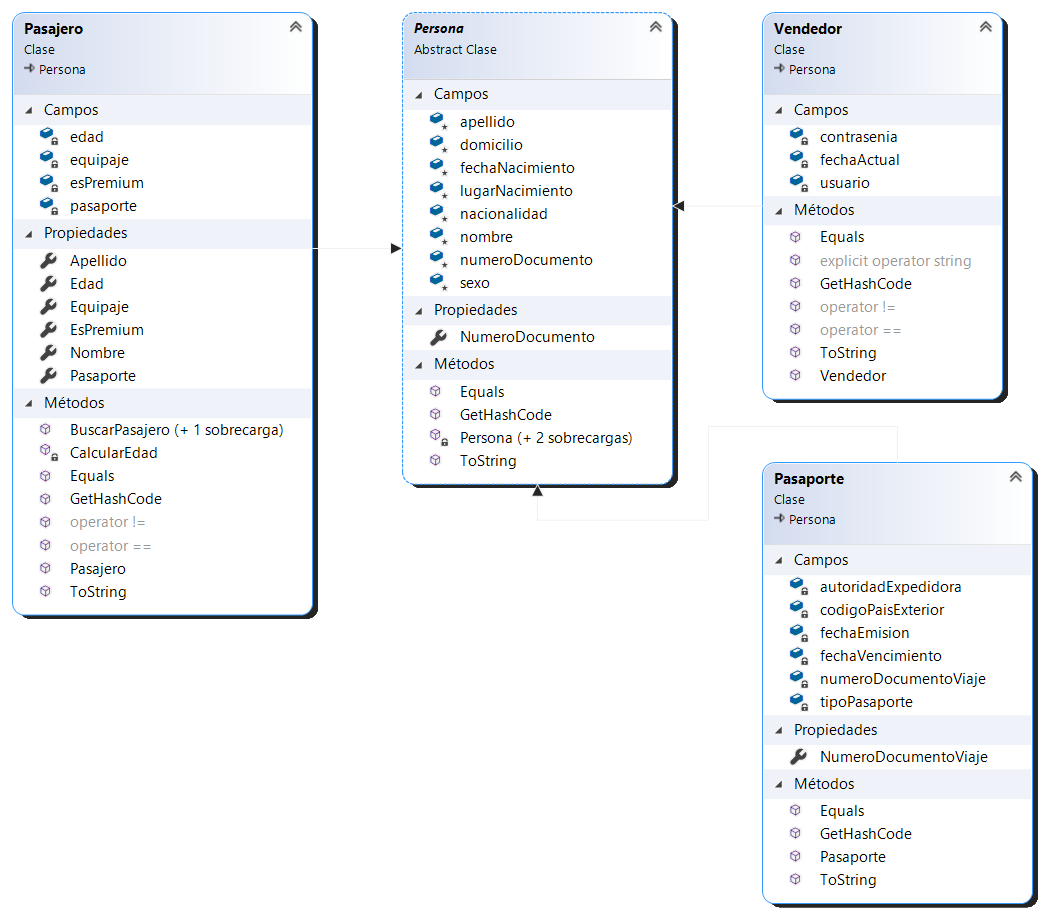 Pasajero
Clase
Persona
Campos
edad
equipaje
esPremium
pasaporte
Propiedades
Apellido
Edad
Equipaje
EsPremium
Nombre
Pasaporte
Métodos
BuscarPasajero (+ 1 sobrecarga)
CalcularEdad
Equals
GetHashCode
operator !=
operator ==
Pasajero
ToString
Persona
Abstract Clase
Campos
apellido
domicilio
fechaNacimiento
lugarNacimiento
nacionalidad
nombre
numeroDocumento
sexo
Propiedades
NumeroDocumento
Métodos
Equals
GetHashCode
Persona (+ 2 sobrecargas)
ToString
Vendedor
Clase
Persona
Campos
contrasenia
fechaActual
usuario
Métodos
Equals
explicit operator string
GetHashCode
operator !=
operator ==
ToString
Vendedor
Pasaporte
Clase
Persona
Campos
autoridadExpedidora
codigoPaisExterior
fechaEmision
fechaVencimiento
numeroDocumentoViaje
tipoPasaporte
Propiedades
NumeroDocumentoViaje
Métodos
Equals
GetHashCode
Pasaporte
ToString